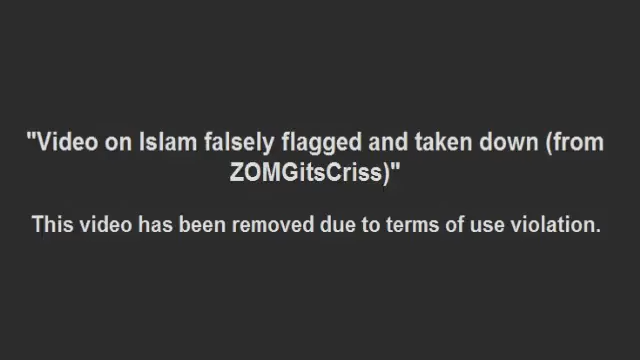 "Video on Islam falsely flagged and taken down (from
ZOMGitsCriss)"
This video has been removed due to terms of use violation.